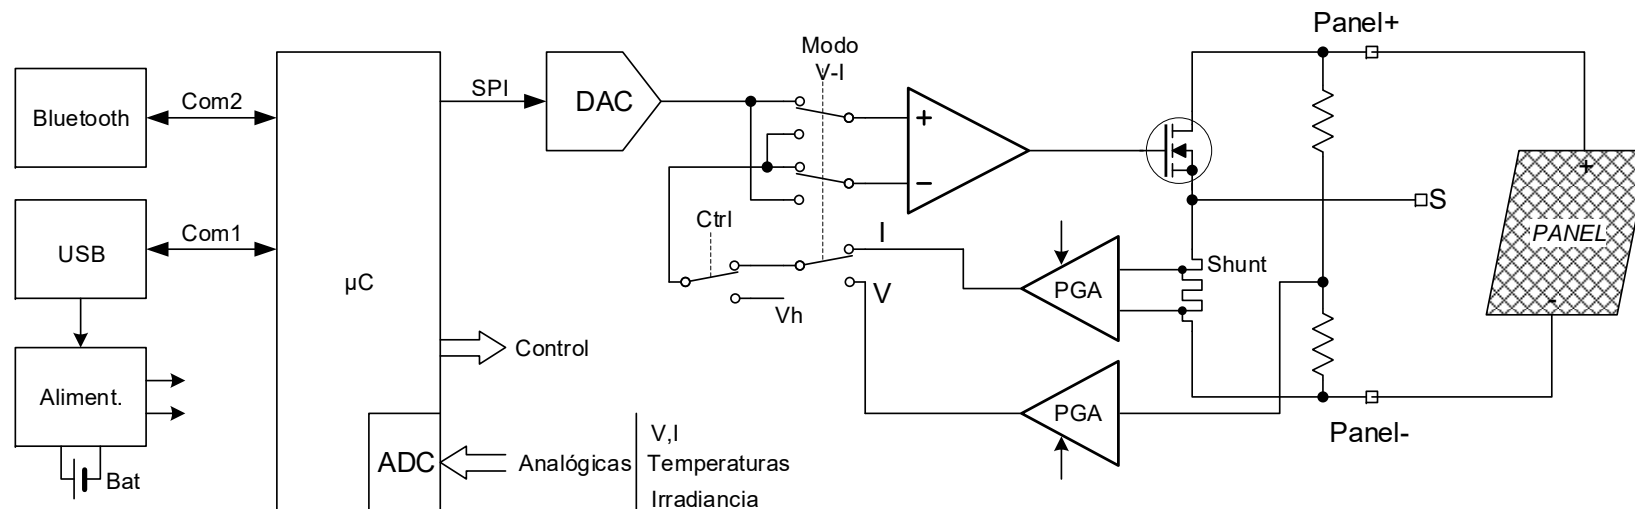 Panel+
Modo
V-I
Bluetooth
Com2
SPI
DAC
+
−
S
+
PANEL
-
USB
Com1
µC
Ctrl
I
V
Vh
PGA
Shunt
Control
Aliment.
PGA
Panel-
Bat
ADC
Analógicas
V,I
Temperaturas
Irradiancia